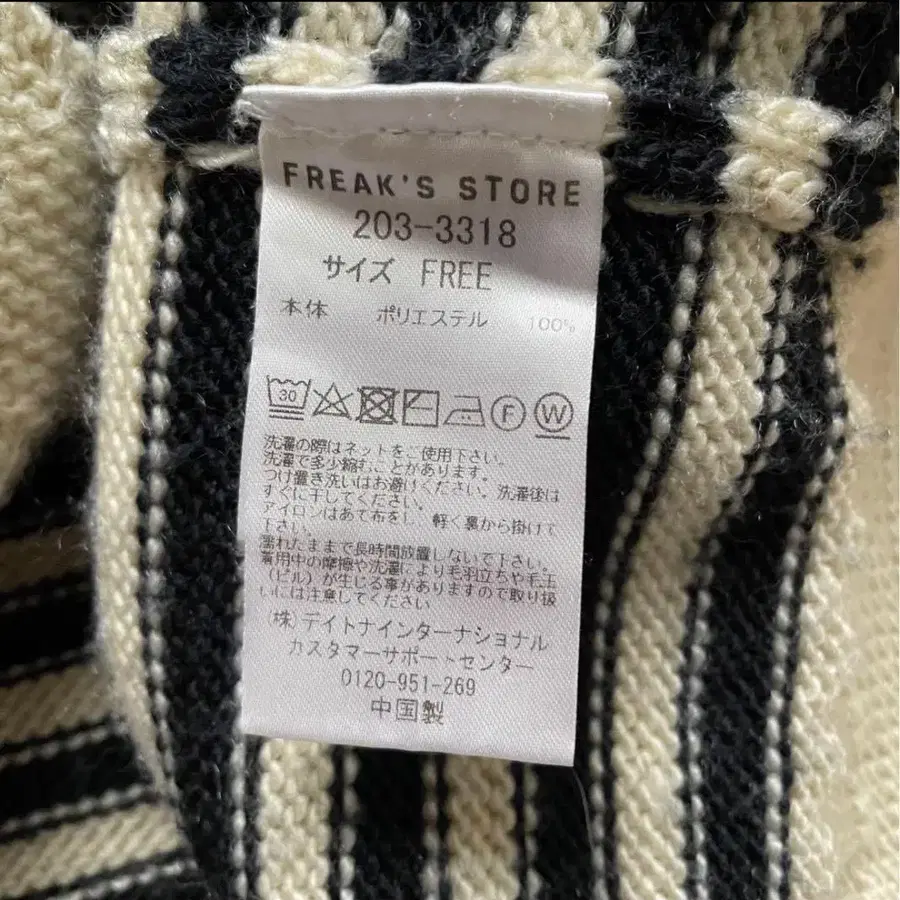 FREAK'S STORE
203-3318
サイズ FREE
本体 ポリエステル 100%
30 F W
洗濯の際はネットをご使用下さい。
洗濯で多少縮むことがあります。
つけ置き洗いはお避けください。洗濯後は
すぐに干してください。
アイロンはあて布をし、軽く裏から掛けて
下さい。
濡れたままで長時間放置しないで下さい。
着用中の摩擦や洗濯により毛羽立ちや毛玉
(ピル)が生じる事がありますので取り扱
いには注意してください
(株)デイトナインターナショナル
カスタマーサポートセンター
0120-951-269
中国製